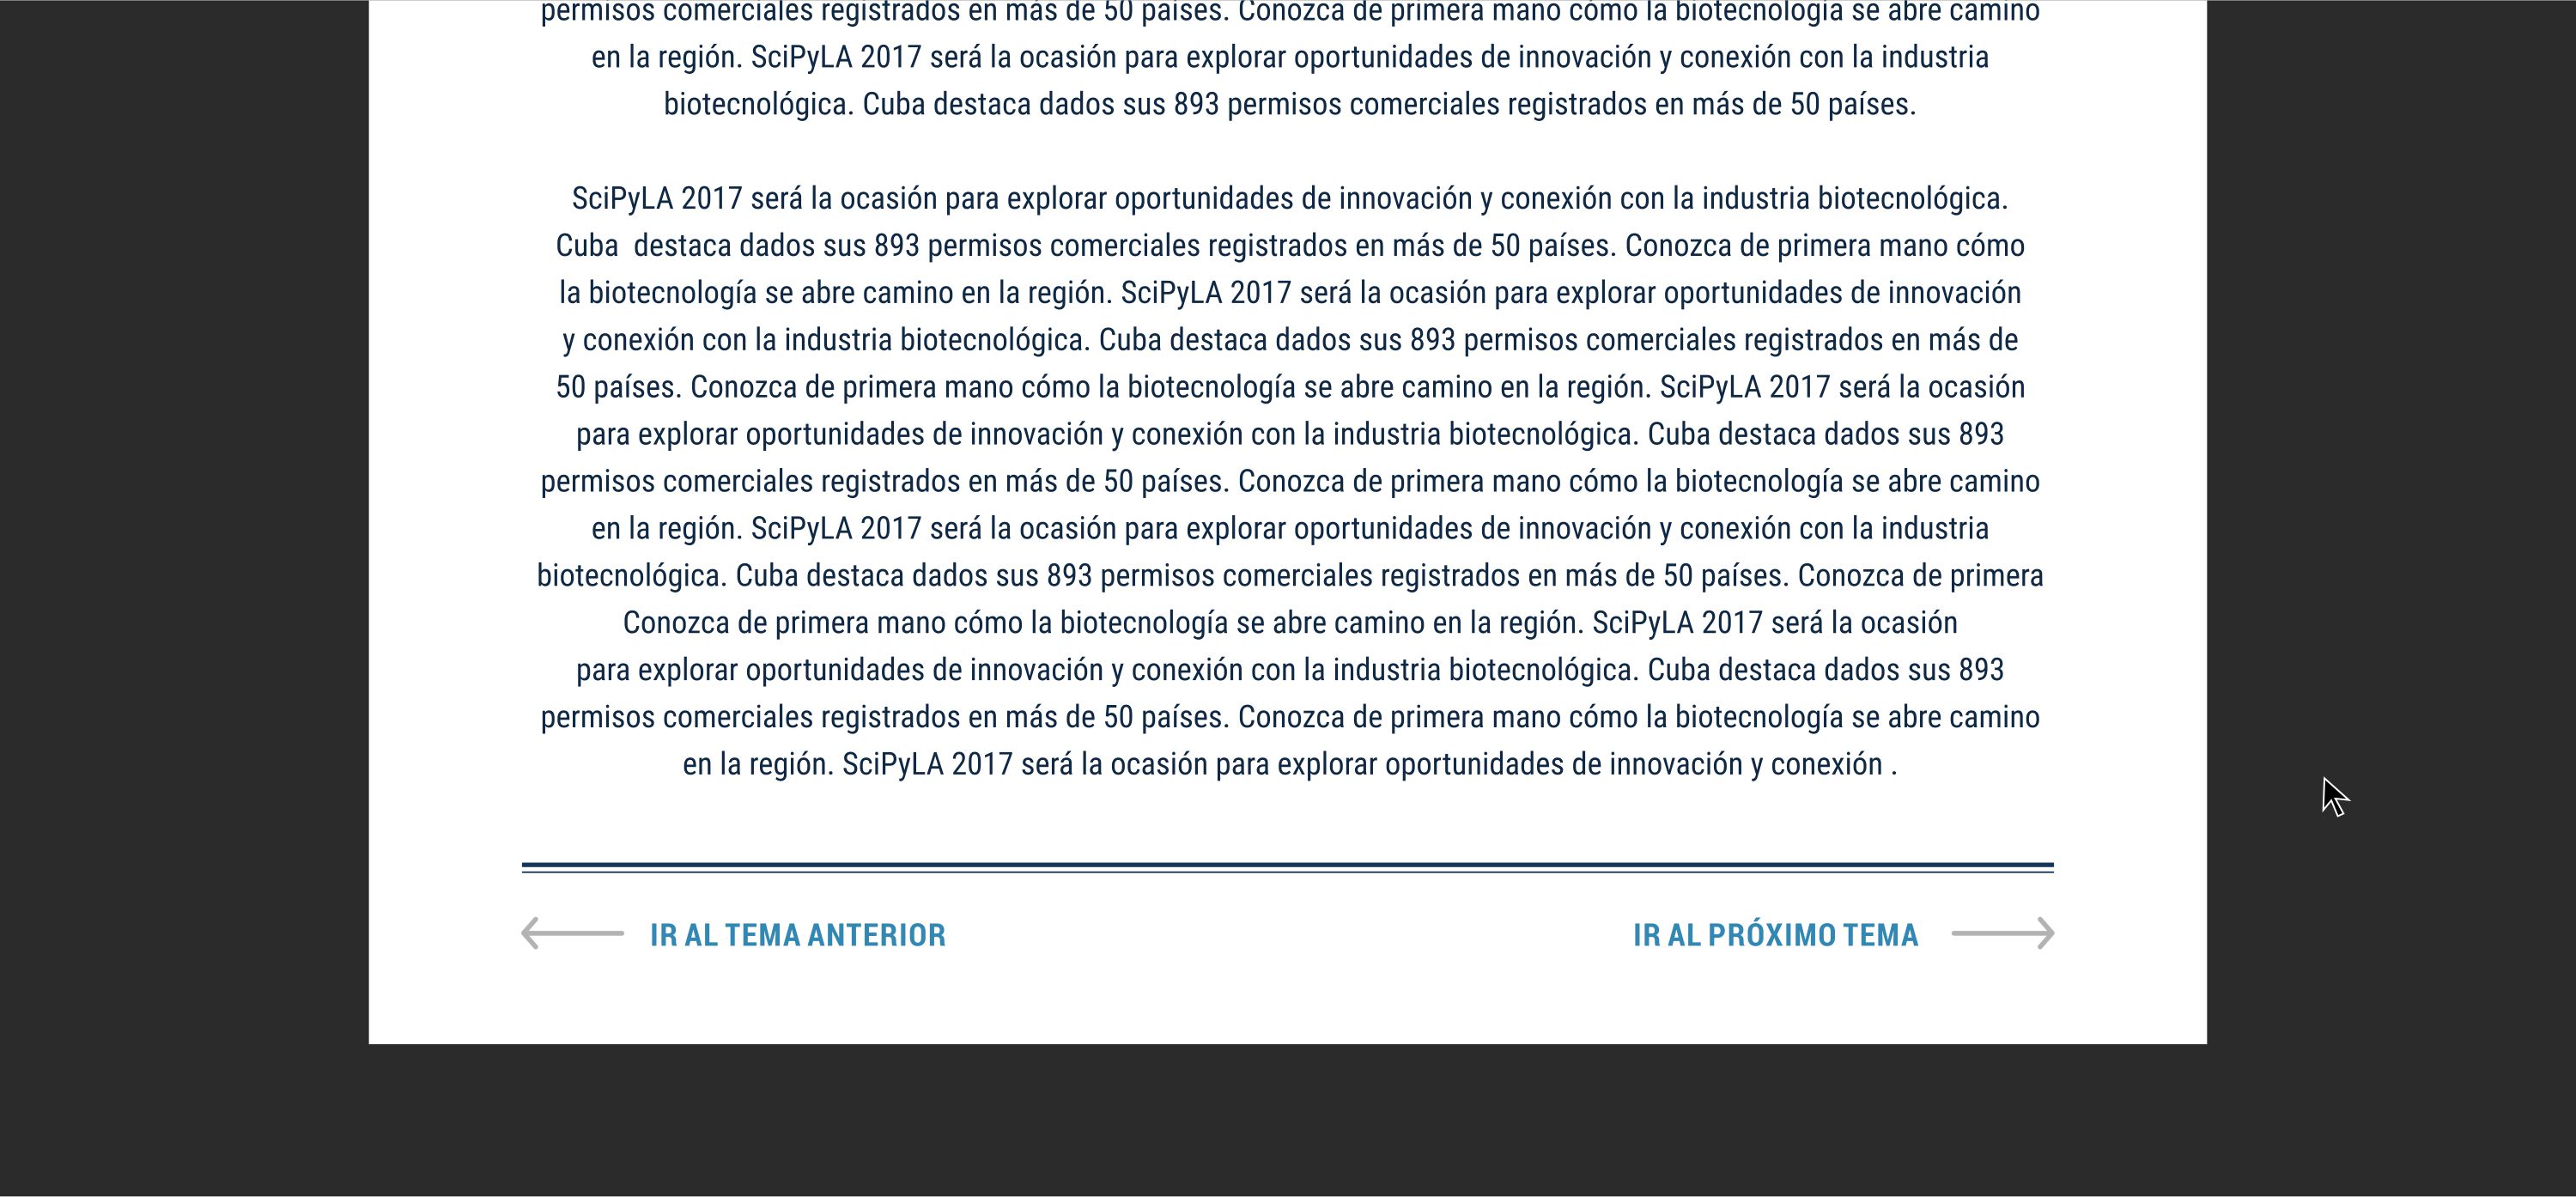 permisos comerciales registrados en más de 50 países. Conozca de primera mano cómo la biotecnología se abre camino
en la región. SciPyLA 2017 será la ocasión para explorar oportunidades de innovación y conexión con la industria
biotecnológica. Cuba destaca dados sus 893 permisos comerciales registrados en más de 50 países.
SciPyLA 2017 será la ocasión para explorar oportunidades de innovación y conexión con la industria biotecnológica.
Cuba  destaca dados sus 893 permisos comerciales registrados en más de 50 países. Conozca de primera mano cómo
la biotecnología se abre camino en la región. SciPyLA 2017 será la ocasión para explorar oportunidades de innovación
y conexión con la industria biotecnológica. Cuba destaca dados sus 893 permisos comerciales registrados en más de
50 países. Conozca de primera mano cómo la biotecnología se abre camino en la región. SciPyLA 2017 será la ocasión
para explorar oportunidades de innovación y conexión con la industria biotecnológica. Cuba destaca dados sus 893
permisos comerciales registrados en más de 50 países. Conozca de primera mano cómo la biotecnología se abre camino
en la región. SciPyLA 2017 será la ocasión para explorar oportunidades de innovación y conexión con la industria
biotecnológica. Cuba destaca dados sus 893 permisos comerciales registrados en más de 50 países. Conozca de primera
Conozca de primera mano cómo la biotecnología se abre camino en la región. SciPyLA 2017 será la ocasión
para explorar oportunidades de innovación y conexión con la industria biotecnológica. Cuba destaca dados sus 893
permisos comerciales registrados en más de 50 países. Conozca de primera mano cómo la biotecnología se abre camino
en la región. SciPyLA 2017 será la ocasión para explorar oportunidades de innovación y conexión .
IR AL TEMA ANTERIOR
IR AL PRÓXIMO TEMA